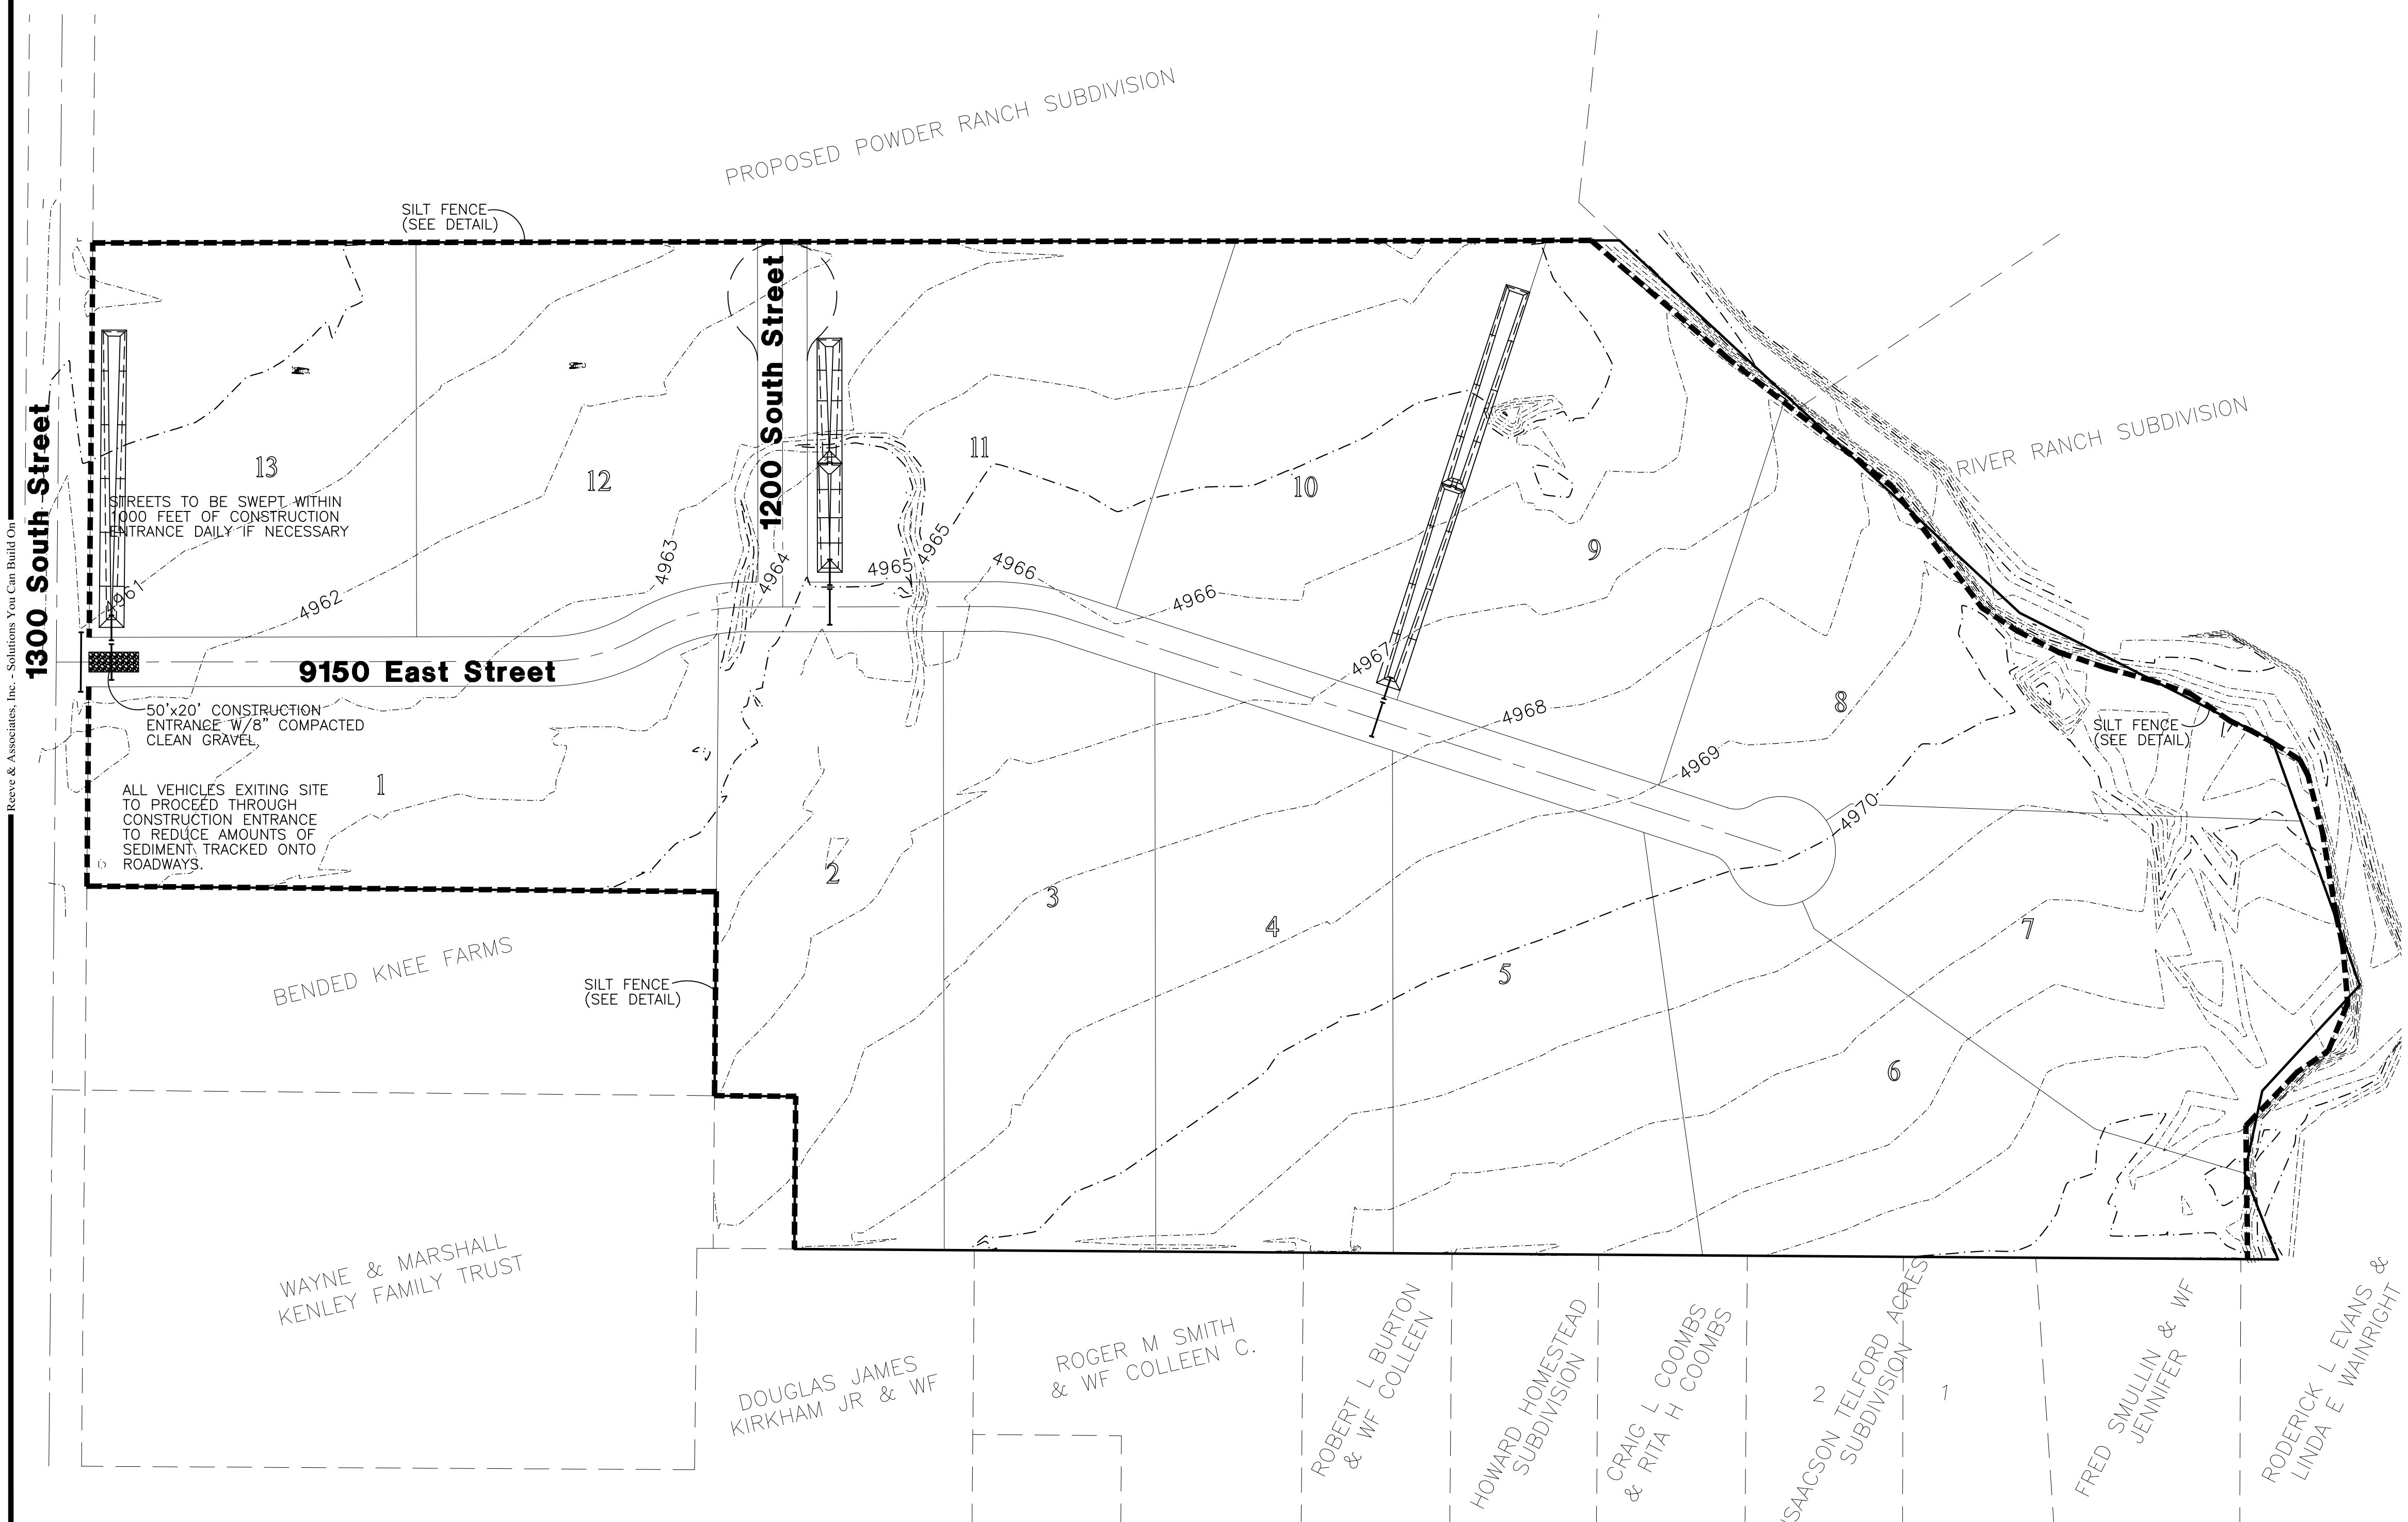 PROPOSED POWDER RANCH SUBDIVISION
SILT FENCE
(SEE DETAIL)
RIVER RANCH SUBDIVISION
Reeve & Associates, Inc. - Solutions You Can Build On
1300 South Street
1200 South Street
9150 East Street
13
12
11
10
9
8
STREETS TO BE SWEPT WITHIN
1000 FEET OF CONSTRUCTION
ENTRANCE DAILY IF NECESSARY
4961
4962
4963
4964
4965
4965
4966
4966
4967
4968
4969
4970
50'x20' CONSTRUCTION
ENTRANCE W/8" COMPACTED
CLEAN GRAVEL
SILT FENCE
(SEE DETAIL)
ALL VEHICLES EXITING SITE
TO PROCEED THROUGH
CONSTRUCTION ENTRANCE
TO REDUCE AMOUNTS OF
SEDIMENT TRACKED ONTO
ROADWAYS.
1
2
3
4
5
6
7
BENDED KNEE FARMS
SILT FENCE
(SEE DETAIL)
WAYNE & MARSHALL
KENLEY FAMILY TRUST
DOUGLAS JAMES
KIRKHAM JR & WF
ROGER M SMITH
& WF COLLEEN C.
ROBERT L BURTON
& WF COLLEEN
HOWARD HOMESTEAD
SUBDIVISION
CRAIG L COOMBS
& RITA H COOMBS
ISAACSON TELFORD ACRES
SUBDIVISION
2
1
FRED SMULLIN & WF
JENNIFER
RODERICK L EVANS &
LINDA E WAINRIGHT